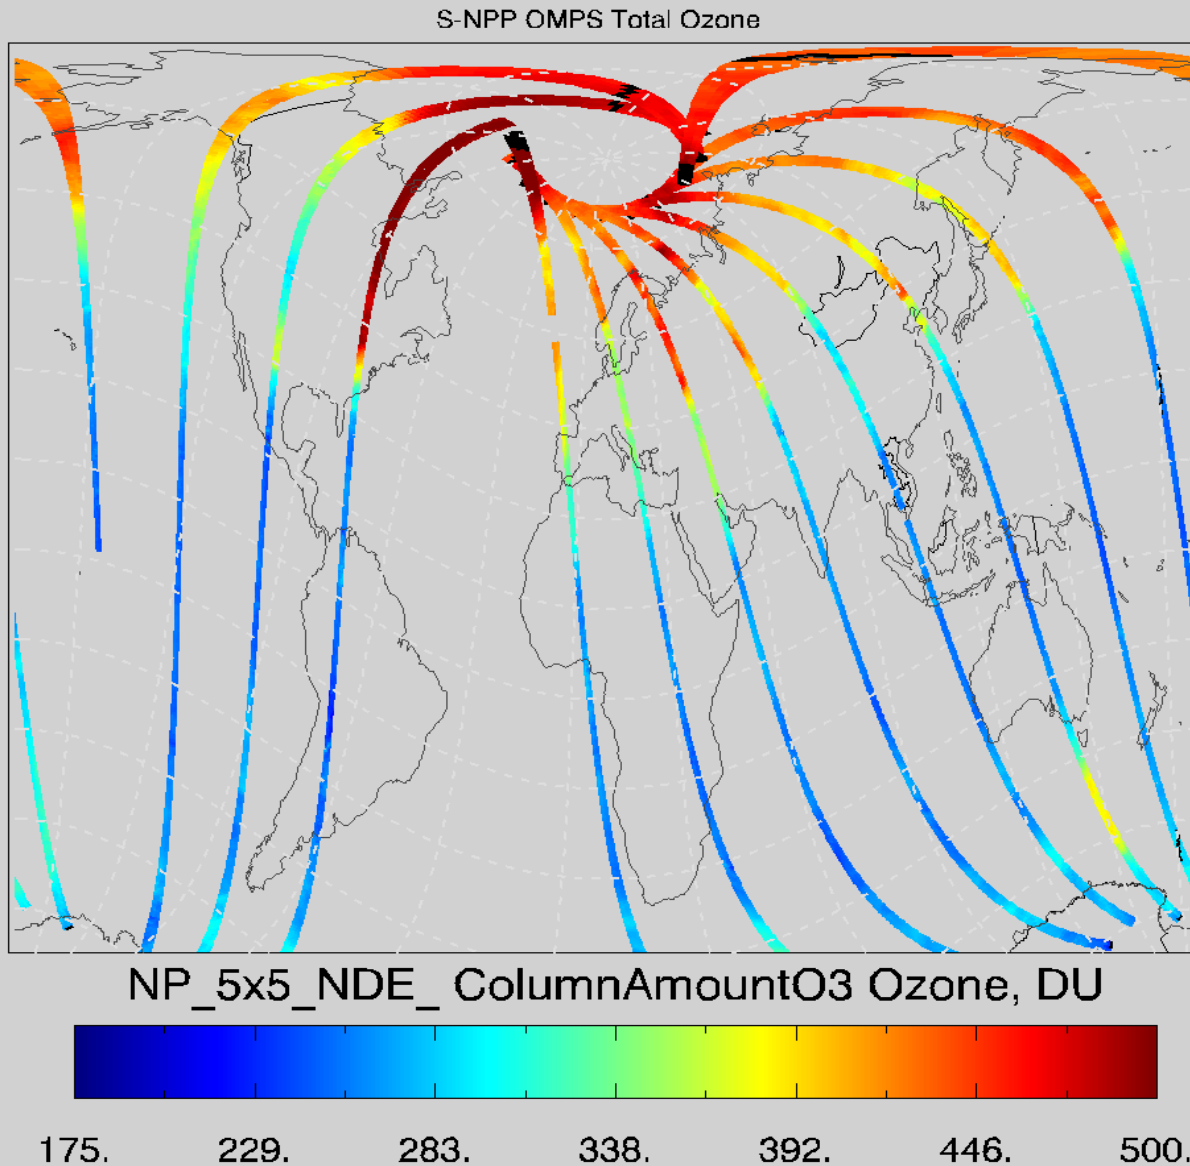 S-NPP OMPS Total Ozone
NP_5x5_NDE_ ColumnAmountO3 Ozone, DU
175. 229. 283. 338. 392. 446. 500.